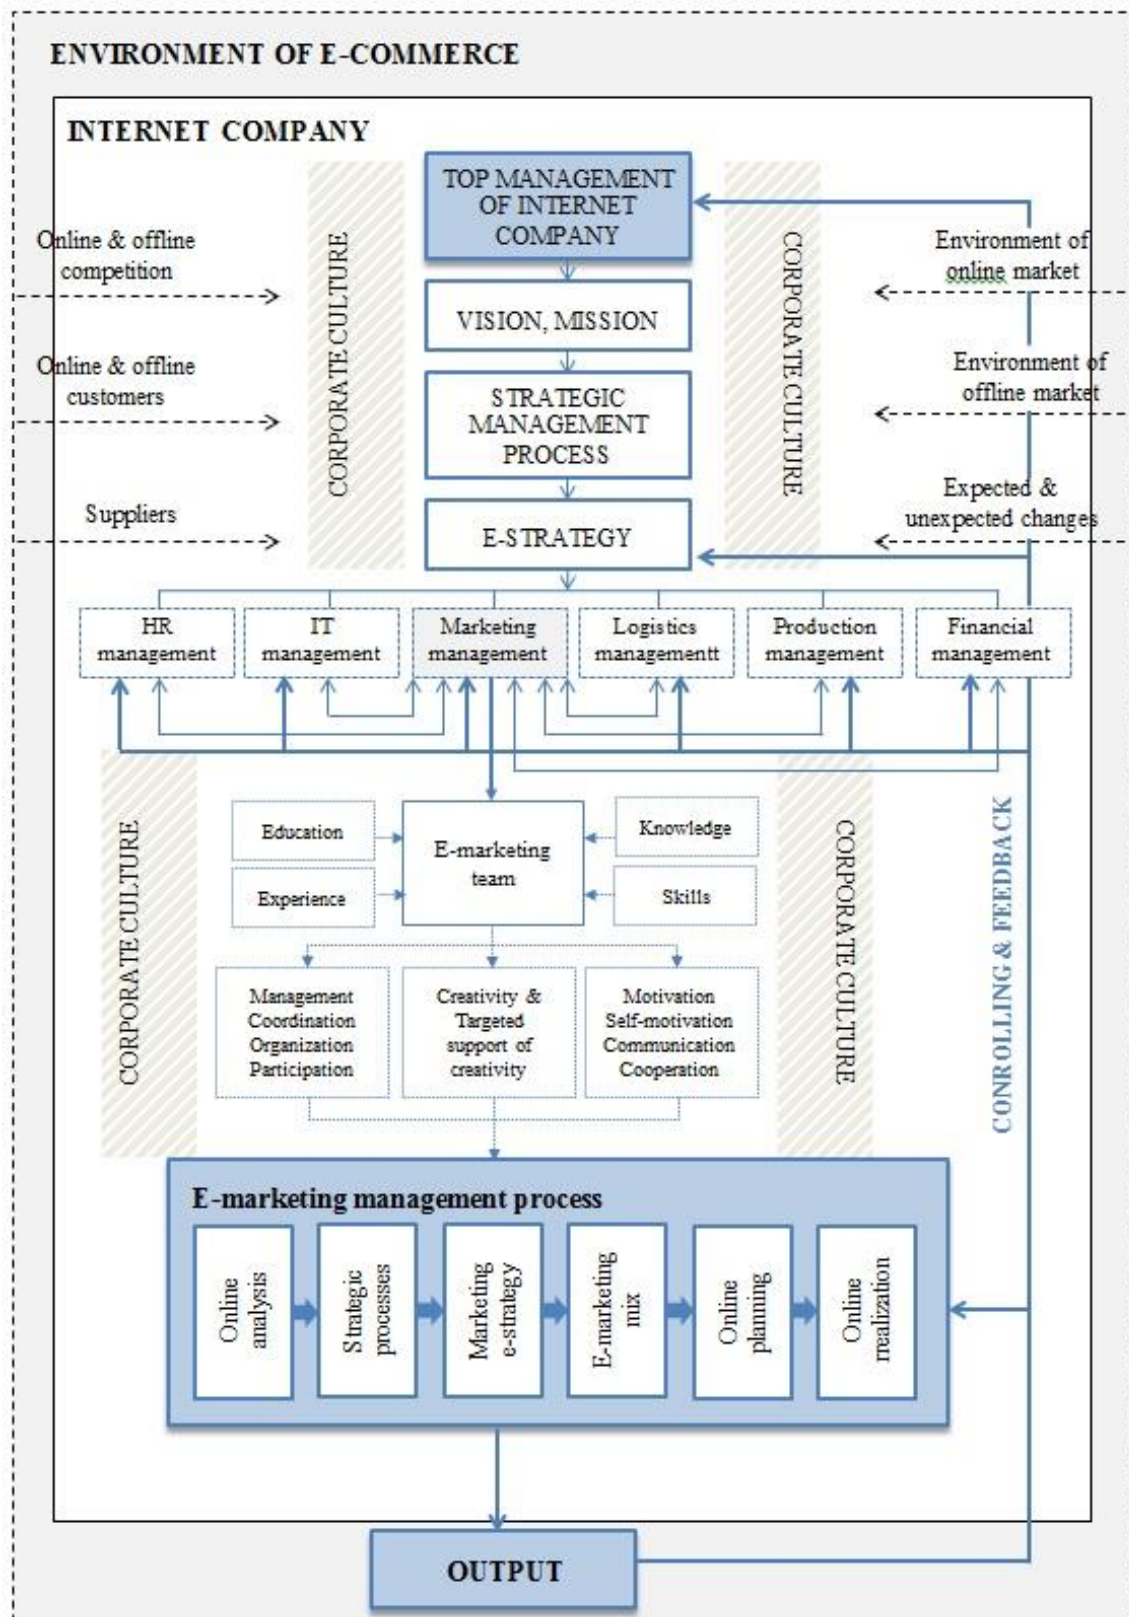 ENVIRONMENT OF E-COMMERCE
INTERNET COMPANY
TOP MANAGEMENT
OF INTERNET
COMPANY
CORPORATE CULTURE
CORPORATE CULTURE
Online & offline
competition
Environment of
online market
VISION, MISSION
Online & offline
customers
Environment of
offline market
STRATEGIC
MANAGEMENT
PROCESS
Suppliers
Expected &
unexpected changes
E-STRATEGY
HR
management
IT
management
Marketing
management
Logistics
managementt
Production
management
Financial
management
CORPORATE CULTURE
CORPORATE CULTURE
CONROLLING & FEEDBACK
Education
Experience
E-marketing
team
Knowledge
Skills
Management
Coordination
Organization
Participation
Creativity &
Targeted
support of
creativity
Motivation
Self-motivation
Communication
Cooperation
E-marketing management process
Online
analysis
Strategic
processes
Marketing
e-strategy
E-marketing
mix
Online
planning
Online
rrealization
OUTPUT